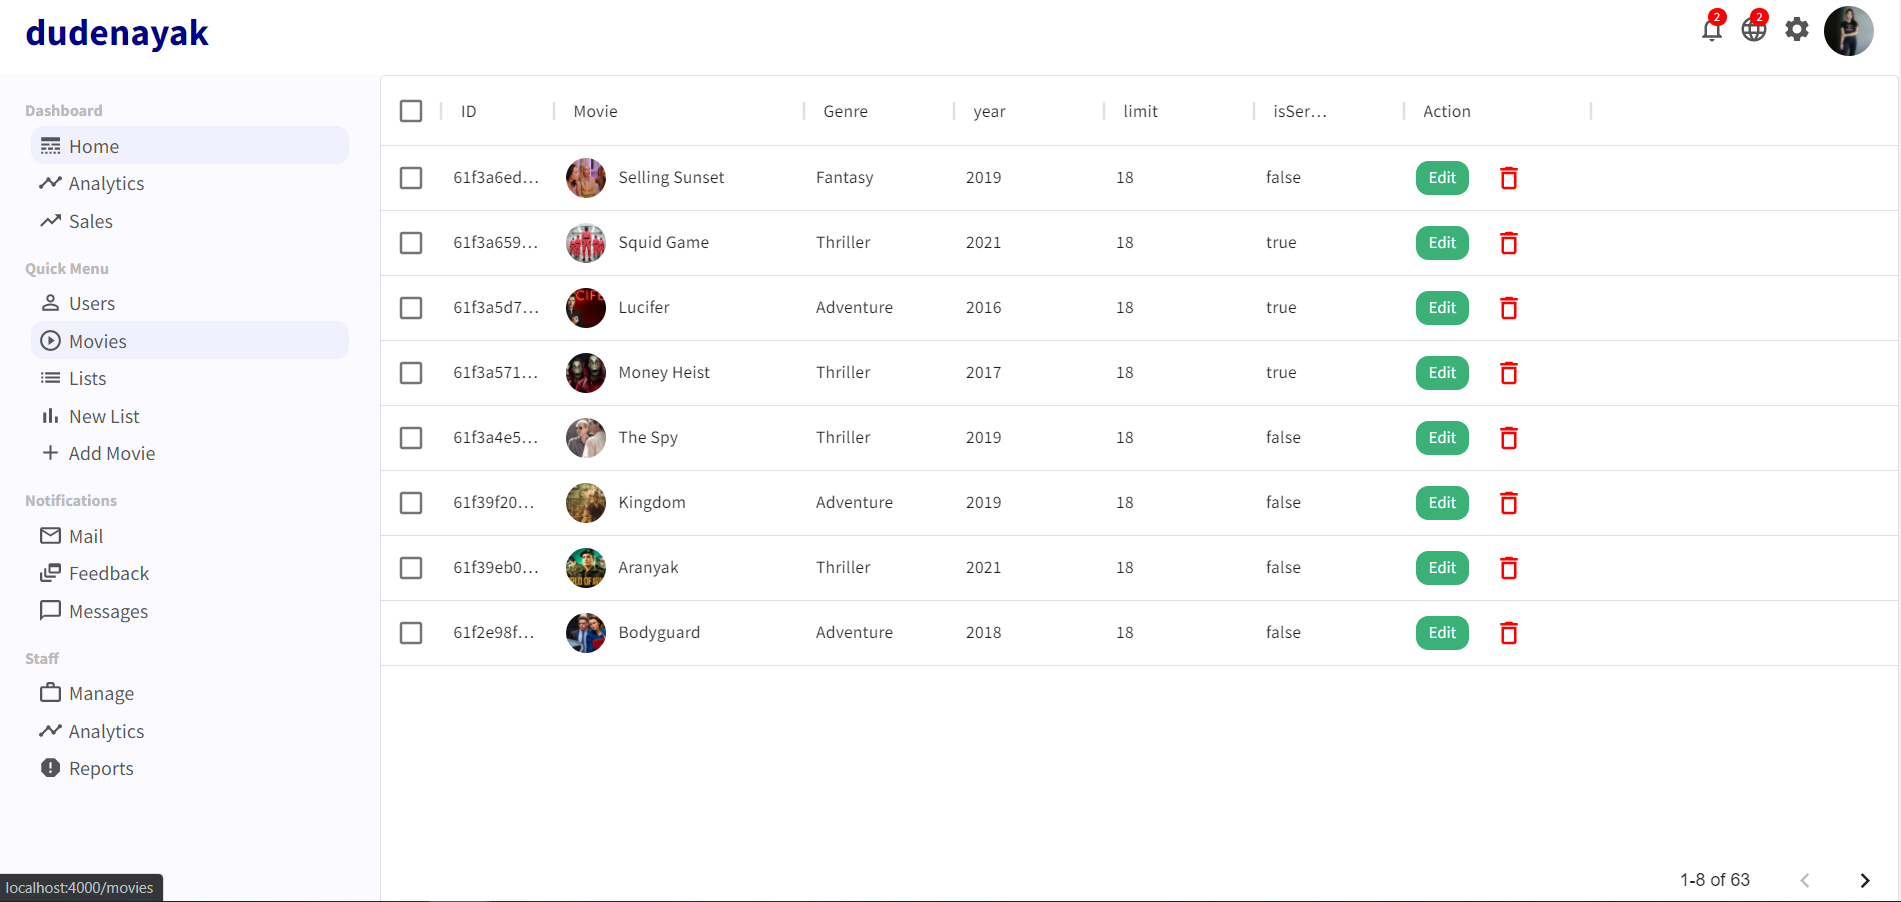 dudenayak
2
2
Dashboard
Home
Analytics
Sales
Quick Menu
Users
Movies
Lists
New List
Add Movie
Notifications
Mail
Feedback
Messages
Staff
Manage
Analytics
Reports
ID Movie Genre year limit isSer... Action
61f3a6ed... Selling Sunset Fantasy 2019 18 false Edit
61f3a659... Squid Game Thriller 2021 18 true Edit
61f3a5d7... Lucifer Adventure 2016 18 true Edit
61f3a571... Money Heist Thriller 2017 18 true Edit
61f3a4e5... The Spy Thriller 2019 18 false Edit
61f39f20... Kingdom Adventure 2019 18 false Edit
61f39eb0... Aranyak Thriller 2021 18 false Edit
61f2e98f... Bodyguard Adventure 2018 18 false Edit
1-8 of 63
localhost:4000/movies